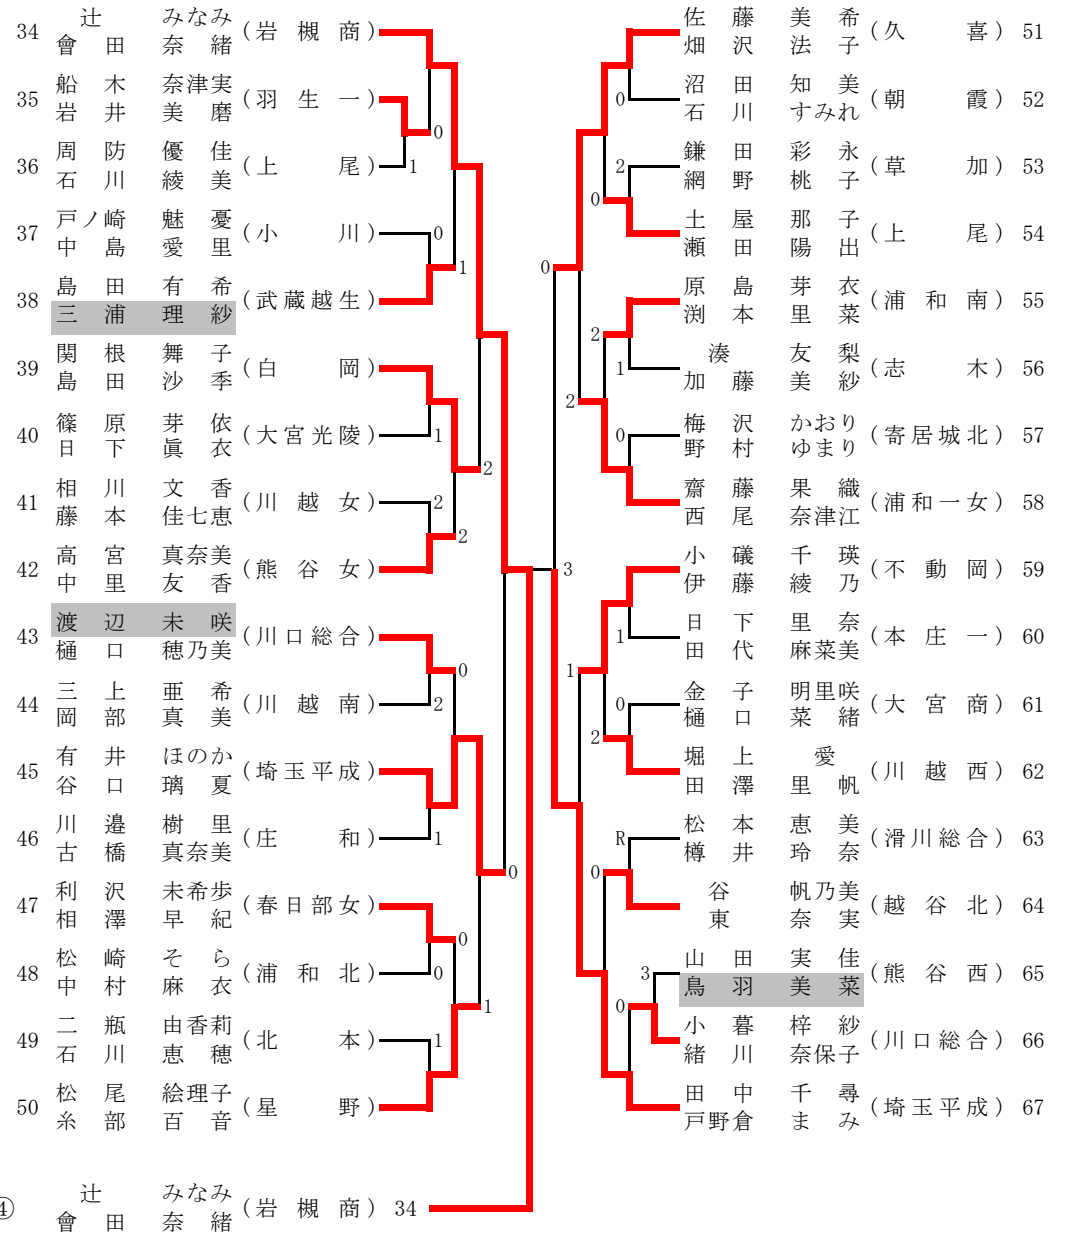 34 辻 みなみ (岩槻商)
會田 奈緒
35 船木 奈津実 (羽生一)
岩井 美磨
0
36 周防 優佳 (上尾)
石川 綾美
1
37 戸ノ崎 魅憂 (小川)
中島 愛里
0
38 島田 有希 (武蔵越生)
三浦 理紗
1
39 関根 舞子 (白岡)
島田 沙季
40 篠原 芽依 (大宮光陵)
日下 眞衣
1
2
41 相川 文香 (川越女)
藤本 佳七恵
2
42 高宮 真奈美 (熊谷女)
中里 友香
2
43 渡辺 未咲 (川口総合)
樋口 穂乃美
0
44 三上 亜希 (川越南)
岡部 真美
2
45 有井 ほのか (埼玉平成)
谷口 璃夏
46 川邉 樹里 (庄和)
古橋 真奈美
1
0
47 利沢 未希歩 (春日部女)
相澤 早紀
0
48 松崎 そら (浦和北)
中村 麻衣
0
1
49 二瓶 由香莉 (北本)
石川 恵穂
1
50 松尾 絵理子 (星野)
糸部 百音
佐藤 美希 (久喜) 51
畑沢 法子
0
沼田 知美 (朝霞) 52
石川 すみれ
2
鎌田 彩永 (草加) 53
網野 桃子
0
土屋 那子 (上尾) 54
瀬田 陽出
0
原島 芽衣 (浦和南) 55
渕本 里菜
2
1
湊 友梨 (志木) 56
加藤 美紗
2
0
梅沢 かおり (寄居城北) 57
野村 ゆまり
齋藤 果織 (浦和一女) 58
西尾 奈津江
3
小礒 千瑛 (不動岡) 59
伊藤 綾乃
1
日下 里奈 (本庄一) 60
田代 麻菜美
1
0
金子 明里咲 (大宮商) 61
樋口 菜緒
2
堀上 愛 (川越西) 62
田澤 里帆
R
松本 恵美 (滑川総合) 63
樽井 玲奈
0
谷 帆乃美 (越谷北) 64
東 奈実
3
山田 実佳 (熊谷西) 65
鳥羽 美菜
0
小暮 梓紗 (川口総合) 66
緒川 奈保子
田中 千尋 (埼玉平成) 67
戸野倉 まみ
④ 辻 みなみ (岩槻商) 34
會田 奈緒